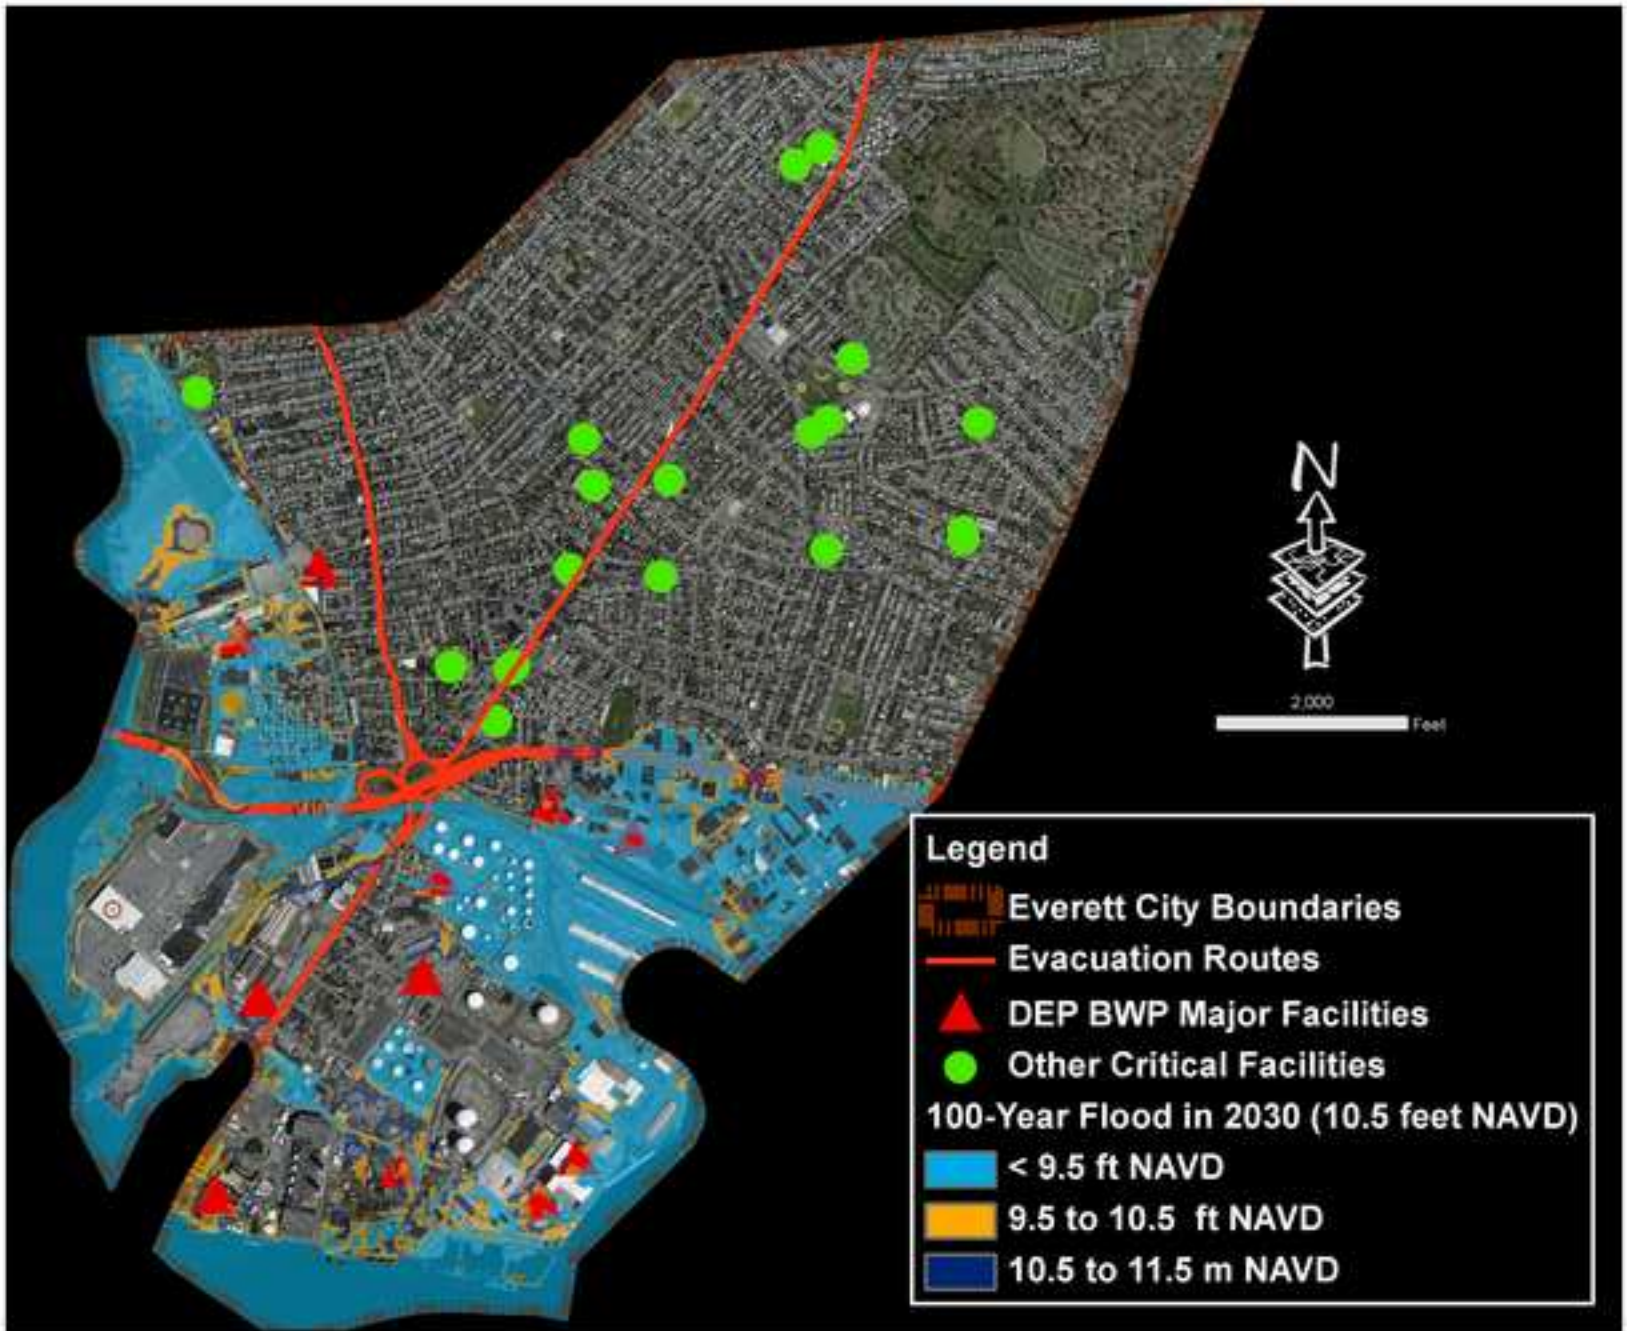 N
2,000
Feet
Legend
Everett City Boundaries
Evacuation Routes
DEP BWP Major Facilities
Other Critical Facilities
100-Year Flood in 2030 (10.5 feet NAVD)
< 9.5 ft NAVD
9.5 to 10.5 ft NAVD
10.5 to 11.5 m NAVD